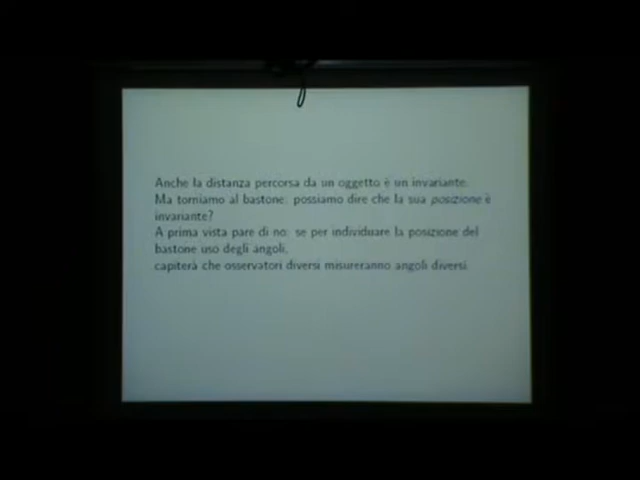 Anche la distanza percorsa da un oggetto è un invariante.
Ma torniamo al bastone: possiamo dire che la sua posizione è
invariante?
A prima vista pare di no: se per individuare la posizione del
bastone uso degli angoli,
capiterà che osservatori diversi misureranno angoli diversi.